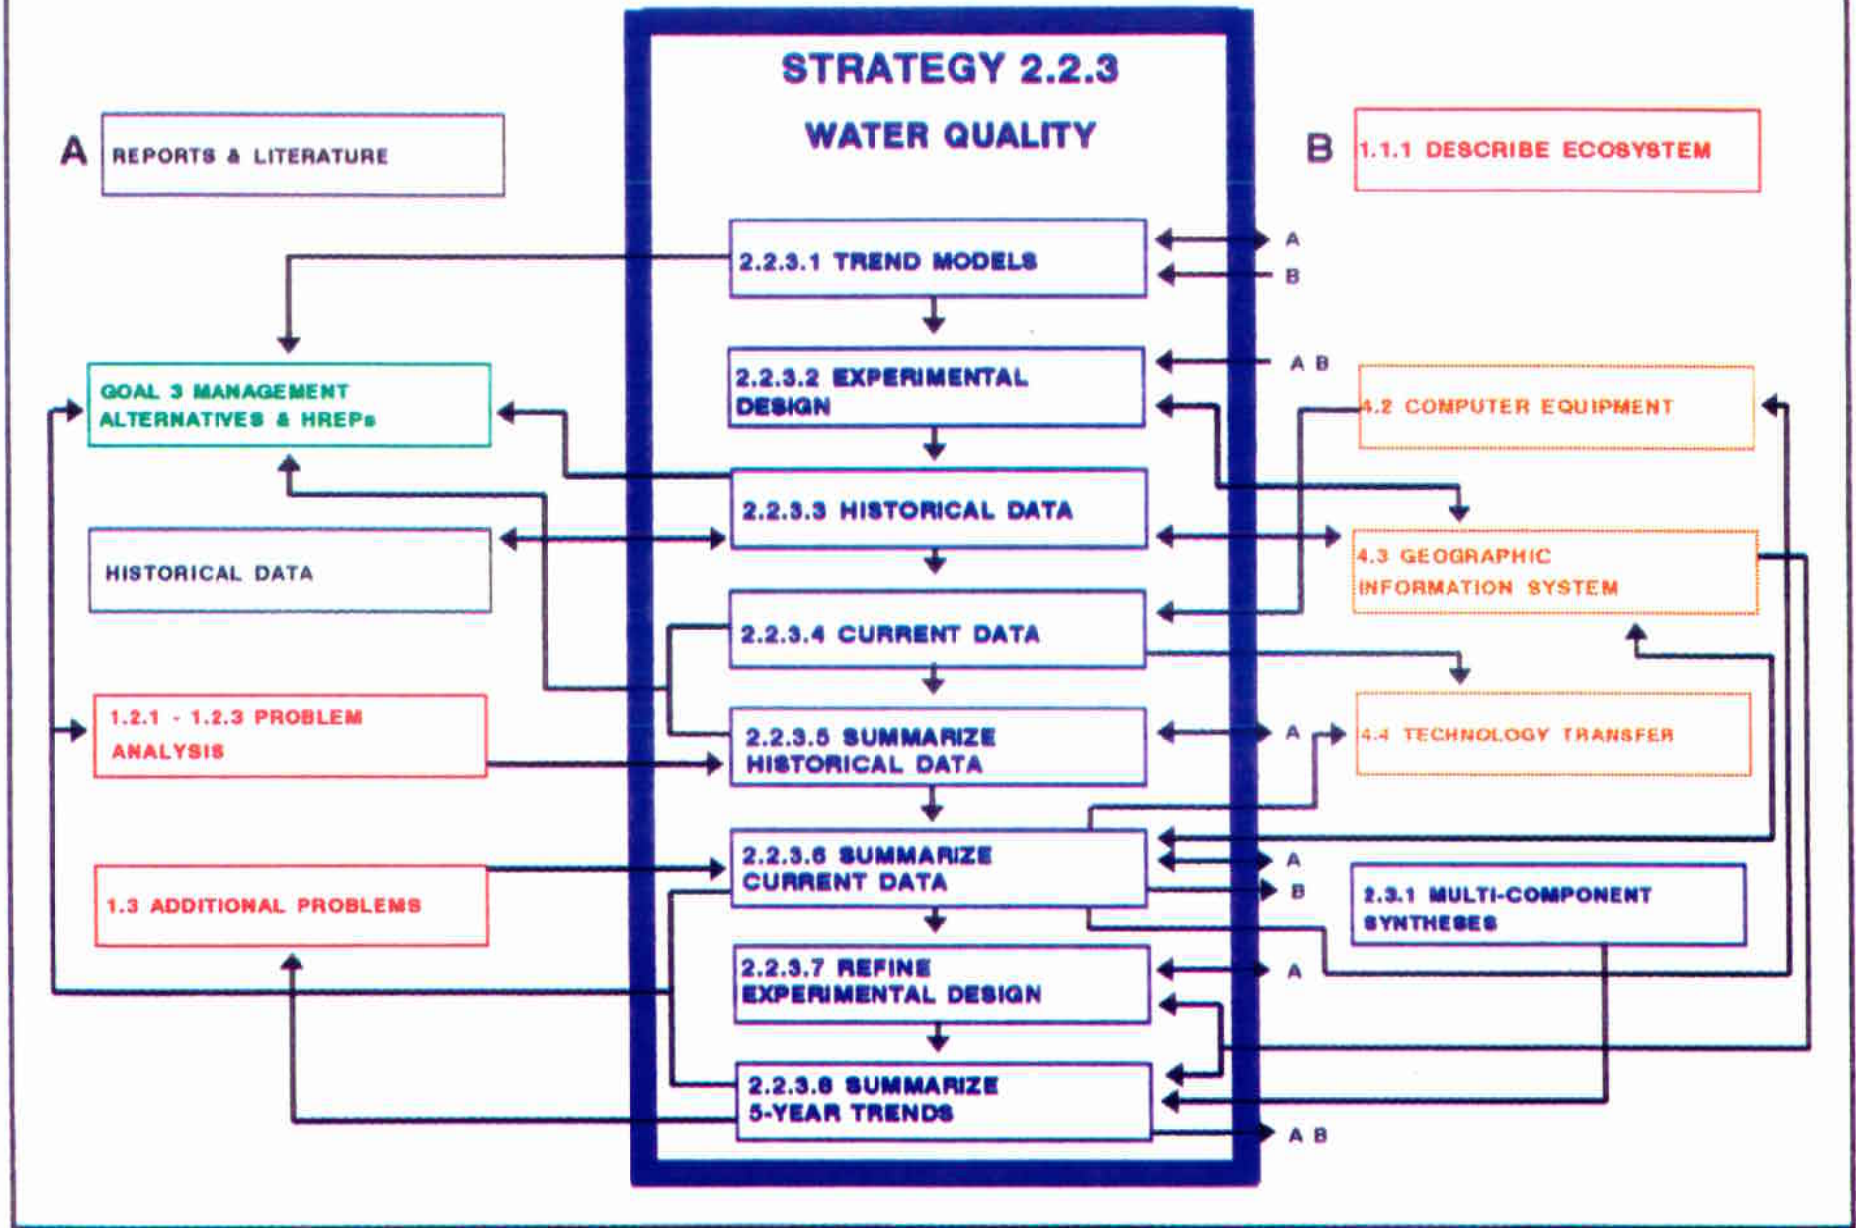 STRATEGY 2.2.3
WATER QUALITY
A
REPORTS & LITERATURE
B
1.1.1 DESCRIBE ECOSYSTEM
2.2.3.1 TREND MODELS
A
B
GOAL 3 MANAGEMENT
ALTERNATIVES & HREPs
2.2.3.2 EXPERIMENTAL
DESIGN
A B
4.2 COMPUTER EQUIPMENT
2.2.3.3 HISTORICAL DATA
HISTORICAL DATA
4.3 GEOGRAPHIC
INFORMATION SYSTEM
2.2.3.4 CURRENT DATA
1.2.1 - 1.2.3 PROBLEM
ANALYSIS
2.2.3.5 SUMMARIZE
HISTORICAL DATA
A
4.4 TECHNOLOGY TRANSFER
2.2.3.6 SUMMARIZE
CURRENT DATA
A
B
1.3 ADDITIONAL PROBLEMS
2.3.1 MULTI-COMPONENT
SYNTHESES
2.2.3.7 REFINE
EXPERIMENTAL DESIGN
A
2.2.3.8 SUMMARIZE
5-YEAR TRENDS
A B